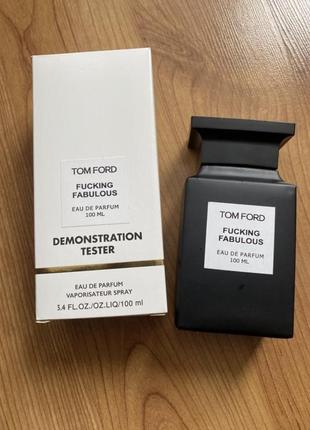 TOM FORD
FUCKING
FABULOUS
EAU DE PARFUM
100 ML
DEMONSTRATION
TESTER
EAU DE PARFUM
VAPORISATEUR SPRAY
3.4 FL.OZ./OZ.LIQ/100 ml
TOM FORD
FUCKING
FABULOUS
EAU DE PARFUM
100 ML